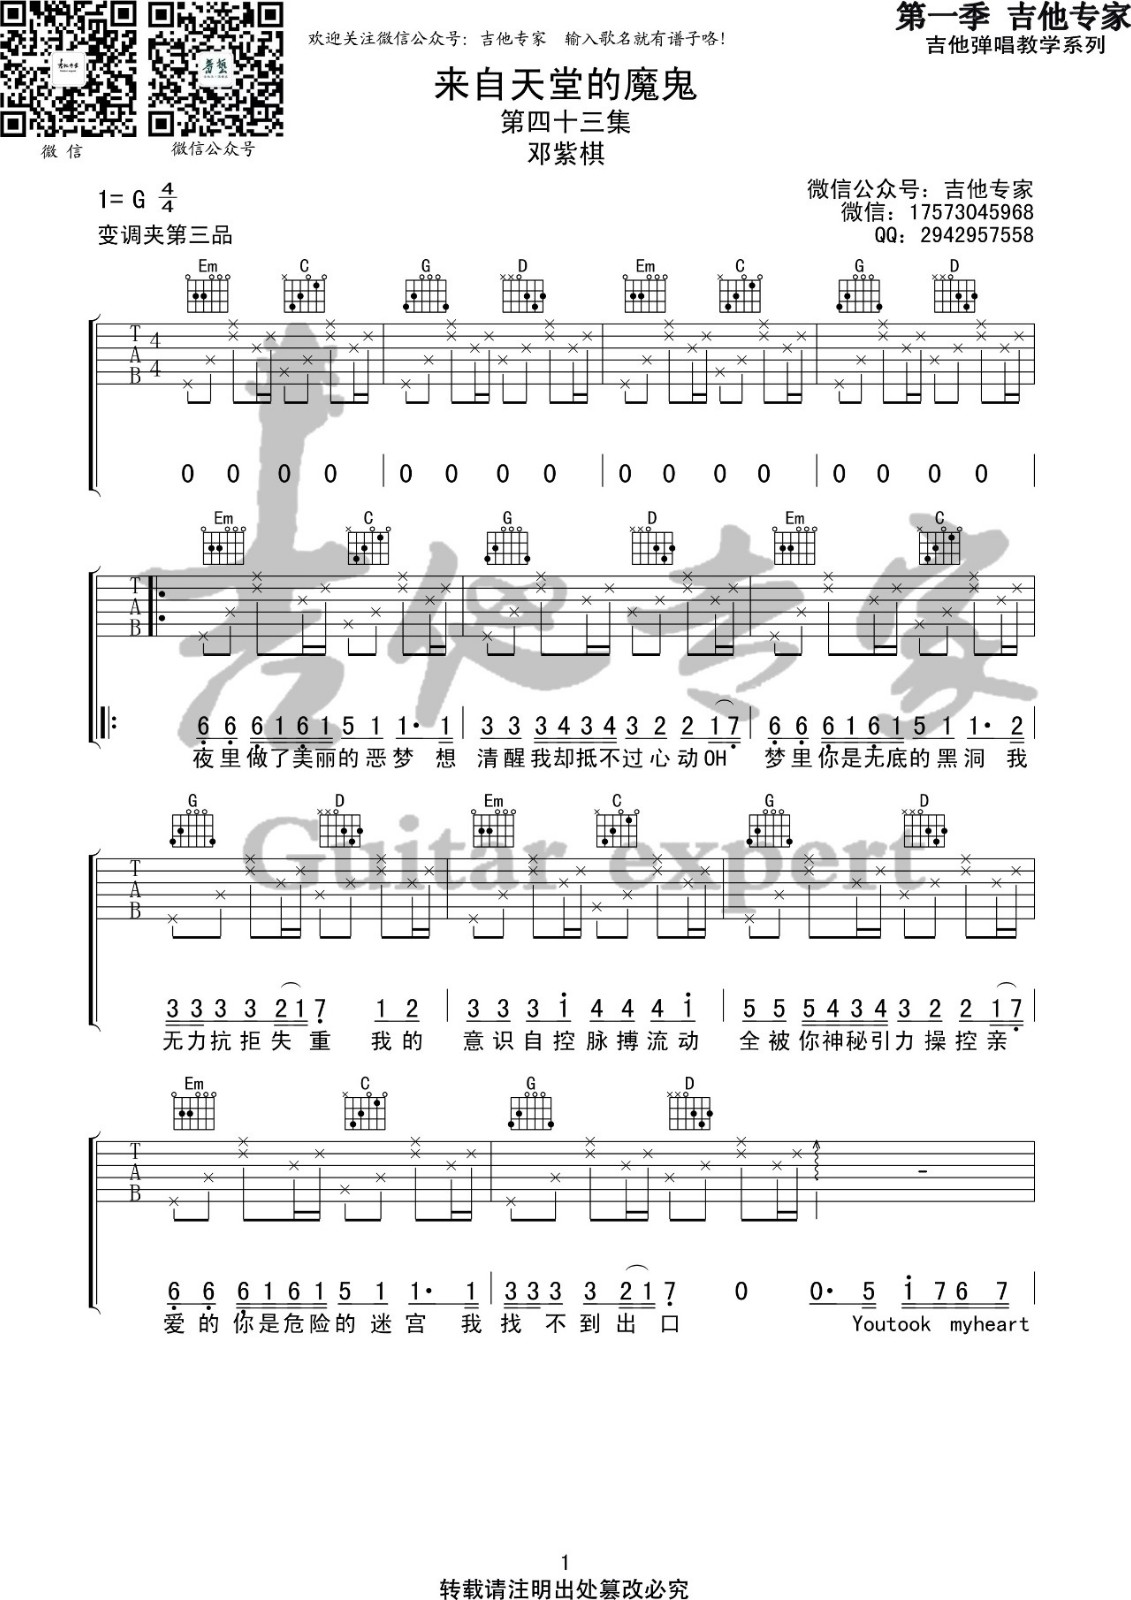 第一季 吉他专家
吉他弹唱教学系列
欢迎关注微信公众号：吉他专家 输入歌名就有谱子咯！
微 信
微信公众号
来自天堂的魔鬼
第四十三集
邓紫棋
1= G 4/4
变调夹第三品
微信公众号：吉他专家
微信：17573045968
QQ：2942957558
Em C G D Em C G D
T A B 4 4
0 0 0 0 0 0 0 0 0 0 0 0 0 0 0 0
Em C G D Em C
T A B
6 6 6 1 6 1 5 1 1· 1 3 3 3 4 3 4 3 2 2 1 7 6 6 6 1 6 1 5 1 1· 2
夜里做了美丽的恶梦 想 清醒我却抵不过心动OH 梦里你是无底的黑洞 我
G D Em C G D
T A B
3 3 3 3 2 1 7 1 2 3 3 3 1 4 4 4 1 5 5 5 4 3 4 3 2 2 1 7
无力抗拒失重 我的 意识自控脉搏流动 全被你神秘引力操控亲
Em C G D
T A B
6 6 6 1 6 1 5 1 1· 1 3 3 3 3 2 1 7 0 0· 5 1 7 6 7
爱的你是危险的迷宫 我找不到出口 Youtook myheart
吉他专家
Guitar expert
1
转载请注明出处篡改必究